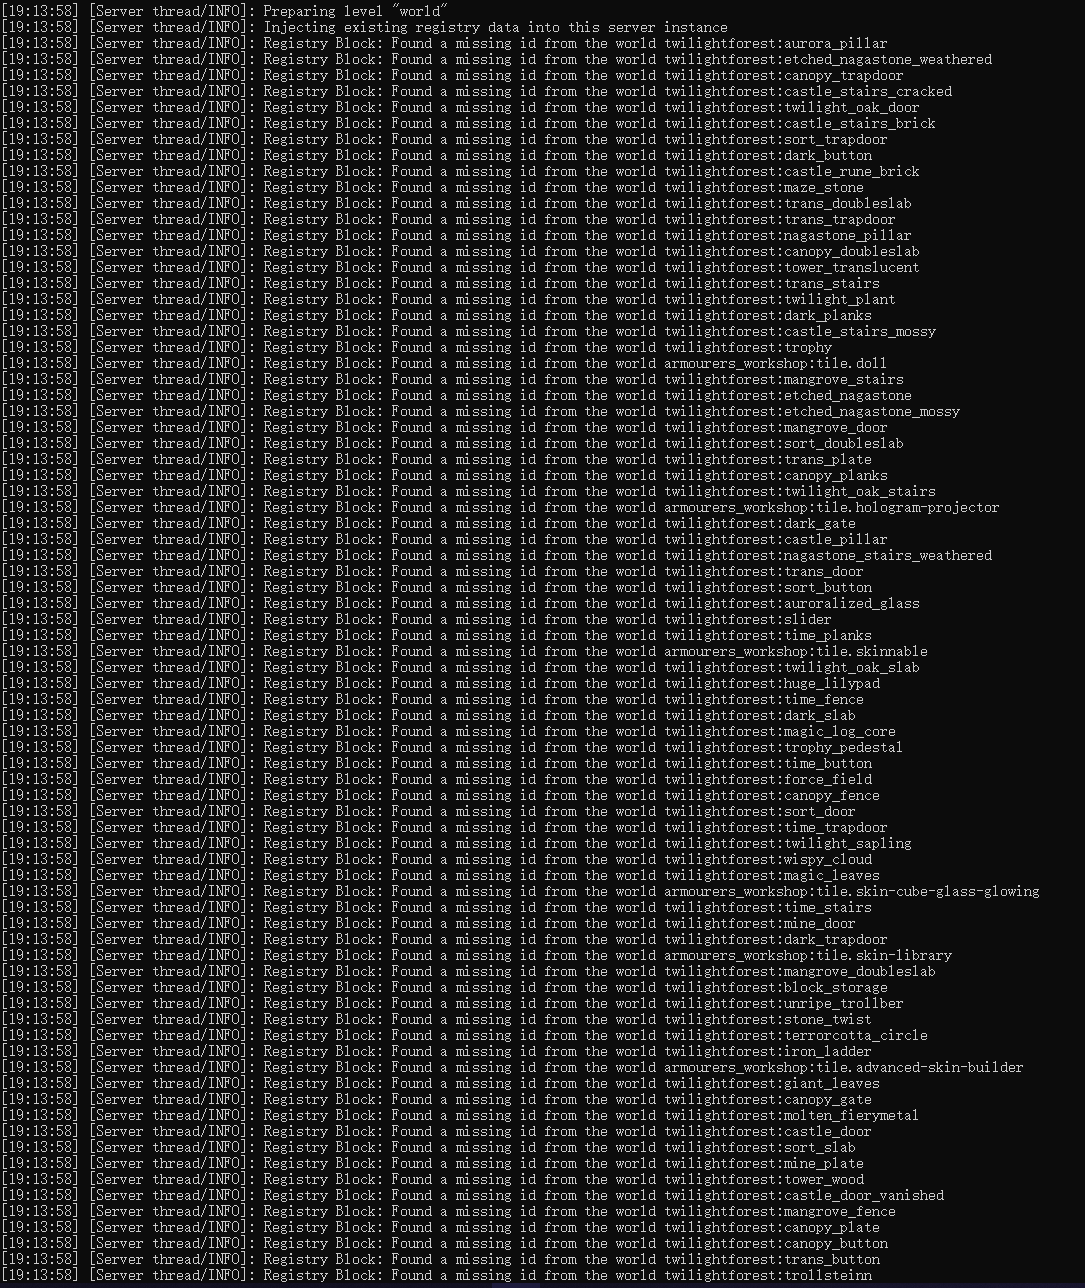 [19:13:58] [Server thread/INFO]: Preparing level "world"
[19:13:58] [Server thread/INFO]: Injecting existing registry data into this server instance
[19:13:58] [Server thread/INFO]: Registry Block: Found a missing id from the world twilightforest:aurora_pillar
[19:13:58] [Server thread/INFO]: Registry Block: Found a missing id from the world twilightforest:etched_nagastone_weathered
[19:13:58] [Server thread/INFO]: Registry Block: Found a missing id from the world twilightforest:canopy_trapdoor
[19:13:58] [Server thread/INFO]: Registry Block: Found a missing id from the world twilightforest:castle_stairs_cracked
[19:13:58] [Server thread/INFO]: Registry Block: Found a missing id from the world twilightforest:twilight_oak_door
[19:13:58] [Server thread/INFO]: Registry Block: Found a missing id from the world twilightforest:castle_stairs_brick
[19:13:58] [Server thread/INFO]: Registry Block: Found a missing id from the world twilightforest:sort_trapdoor
[19:13:58] [Server thread/INFO]: Registry Block: Found a missing id from the world twilightforest:dark_button
[19:13:58] [Server thread/INFO]: Registry Block: Found a missing id from the world twilightforest:castle_rune_brick
[19:13:58] [Server thread/INFO]: Registry Block: Found a missing id from the world twilightforest:maze_stone
[19:13:58] [Server thread/INFO]: Registry Block: Found a missing id from the world twilightforest:trans_doubleslab
[19:13:58] [Server thread/INFO]: Registry Block: Found a missing id from the world twilightforest:trans_trapdoor
[19:13:58] [Server thread/INFO]: Registry Block: Found a missing id from the world twilightforest:nagastone_pillar
[19:13:58] [Server thread/INFO]: Registry Block: Found a missing id from the world twilightforest:canopy_doubleslab
[19:13:58] [Server thread/INFO]: Registry Block: Found a missing id from the world twilightforest:tower_translucent
[19:13:58] [Server thread/INFO]: Registry Block: Found a missing id from the world twilightforest:trans_stairs
[19:13:58] [Server thread/INFO]: Registry Block: Found a missing id from the world twilightforest:twilight_plant
[19:13:58] [Server thread/INFO]: Registry Block: Found a missing id from the world twilightforest:dark_planks
[19:13:58] [Server thread/INFO]: Registry Block: Found a missing id from the world twilightforest:castle_stairs_mossy
[19:13:58] [Server thread/INFO]: Registry Block: Found a missing id from the world twilightforest:trophy
[19:13:58] [Server thread/INFO]: Registry Block: Found a missing id from the world armourers_workshop:tile.doll
[19:13:58] [Server thread/INFO]: Registry Block: Found a missing id from the world twilightforest:mangrove_stairs
[19:13:58] [Server thread/INFO]: Registry Block: Found a missing id from the world twilightforest:etched_nagastone
[19:13:58] [Server thread/INFO]: Registry Block: Found a missing id from the world twilightforest:etched_nagastone_mossy
[19:13:58] [Server thread/INFO]: Registry Block: Found a missing id from the world twilightforest:mangrove_door
[19:13:58] [Server thread/INFO]: Registry Block: Found a missing id from the world twilightforest:sort_doubleslab
[19:13:58] [Server thread/INFO]: Registry Block: Found a missing id from the world twilightforest:trans_plate
[19:13:58] [Server thread/INFO]: Registry Block: Found a missing id from the world twilightforest:canopy_planks
[19:13:58] [Server thread/INFO]: Registry Block: Found a missing id from the world twilightforest:twilight_oak_stairs
[19:13:58] [Server thread/INFO]: Registry Block: Found a missing id from the world armourers_workshop:tile.hologram-projector
[19:13:58] [Server thread/INFO]: Registry Block: Found a missing id from the world twilightforest:dark_gate
[19:13:58] [Server thread/INFO]: Registry Block: Found a missing id from the world twilightforest:castle_pillar
[19:13:58] [Server thread/INFO]: Registry Block: Found a missing id from the world twilightforest:nagastone_stairs_weathered
[19:13:58] [Server thread/INFO]: Registry Block: Found a missing id from the world twilightforest:trans_door
[19:13:58] [Server thread/INFO]: Registry Block: Found a missing id from the world twilightforest:sort_button
[19:13:58] [Server thread/INFO]: Registry Block: Found a missing id from the world twilightforest:auroralized_glass
[19:13:58] [Server thread/INFO]: Registry Block: Found a missing id from the world twilightforest:slider
[19:13:58] [Server thread/INFO]: Registry Block: Found a missing id from the world twilightforest:time_planks
[19:13:58] [Server thread/INFO]: Registry Block: Found a missing id from the world armourers_workshop:tile.skinnable
[19:13:58] [Server thread/INFO]: Registry Block: Found a missing id from the world twilightforest:twilight_oak_slab
[19:13:58] [Server thread/INFO]: Registry Block: Found a missing id from the world twilightforest:huge_lilypad
[19:13:58] [Server thread/INFO]: Registry Block: Found a missing id from the world twilightforest:time_fence
[19:13:58] [Server thread/INFO]: Registry Block: Found a missing id from the world twilightforest:dark_slab
[19:13:58] [Server thread/INFO]: Registry Block: Found a missing id from the world twilightforest:magic_log_core
[19:13:58] [Server thread/INFO]: Registry Block: Found a missing id from the world twilightforest:trophy_pedestal
[19:13:58] [Server thread/INFO]: Registry Block: Found a missing id from the world twilightforest:time_button
[19:13:58] [Server thread/INFO]: Registry Block: Found a missing id from the world twilightforest:force_field
[19:13:58] [Server thread/INFO]: Registry Block: Found a missing id from the world twilightforest:canopy_fence
[19:13:58] [Server thread/INFO]: Registry Block: Found a missing id from the world twilightforest:sort_door
[19:13:58] [Server thread/INFO]: Registry Block: Found a missing id from the world twilightforest:time_trapdoor
[19:13:58] [Server thread/INFO]: Registry Block: Found a missing id from the world twilightforest:twilight_sapling
[19:13:58] [Server thread/INFO]: Registry Block: Found a missing id from the world twilightforest:wispy_cloud
[19:13:58] [Server thread/INFO]: Registry Block: Found a missing id from the world twilightforest:magic_leaves
[19:13:58] [Server thread/INFO]: Registry Block: Found a missing id from the world armourers_workshop:tile.skin-cube-glass-glowing
[19:13:58] [Server thread/INFO]: Registry Block: Found a missing id from the world twilightforest:time_stairs
[19:13:58] [Server thread/INFO]: Registry Block: Found a missing id from the world twilightforest:mine_door
[19:13:58] [Server thread/INFO]: Registry Block: Found a missing id from the world twilightforest:dark_trapdoor
[19:13:58] [Server thread/INFO]: Registry Block: Found a missing id from the world armourers_workshop:tile.skin-library
[19:13:58] [Server thread/INFO]: Registry Block: Found a missing id from the world twilightforest:mangrove_doubleslab
[19:13:58] [Server thread/INFO]: Registry Block: Found a missing id from the world twilightforest:block_storage
[19:13:58] [Server thread/INFO]: Registry Block: Found a missing id from the world twilightforest:unripe_trollber
[19:13:58] [Server thread/INFO]: Registry Block: Found a missing id from the world twilightforest:stone_twist
[19:13:58] [Server thread/INFO]: Registry Block: Found a missing id from the world twilightforest:terrorcotta_circle
[19:13:58] [Server thread/INFO]: Registry Block: Found a missing id from the world twilightforest:iron_ladder
[19:13:58] [Server thread/INFO]: Registry Block: Found a missing id from the world armourers_workshop:tile.advanced-skin-builder
[19:13:58] [Server thread/INFO]: Registry Block: Found a missing id from the world twilightforest:giant_leaves
[19:13:58] [Server thread/INFO]: Registry Block: Found a missing id from the world twilightforest:canopy_gate
[19:13:58] [Server thread/INFO]: Registry Block: Found a missing id from the world twilightforest:molten_fierymetal
[19:13:58] [Server thread/INFO]: Registry Block: Found a missing id from the world twilightforest:castle_door
[19:13:58] [Server thread/INFO]: Registry Block: Found a missing id from the world twilightforest:sort_slab
[19:13:58] [Server thread/INFO]: Registry Block: Found a missing id from the world twilightforest:mine_plate
[19:13:58] [Server thread/INFO]: Registry Block: Found a missing id from the world twilightforest:tower_wood
[19:13:58] [Server thread/INFO]: Registry Block: Found a missing id from the world twilightforest:castle_door_vanished
[19:13:58] [Server thread/INFO]: Registry Block: Found a missing id from the world twilightforest:mangrove_fence
[19:13:58] [Server thread/INFO]: Registry Block: Found a missing id from the world twilightforest:canopy_plate
[19:13:58] [Server thread/INFO]: Registry Block: Found a missing id from the world twilightforest:canopy_button
[19:13:58] [Server thread/INFO]: Registry Block: Found a missing id from the world twilightforest:trans_button
[19:13:58] [Server thread/INFO]: Registry Block: Found a missing id from the world twilightforest:trollsteinn